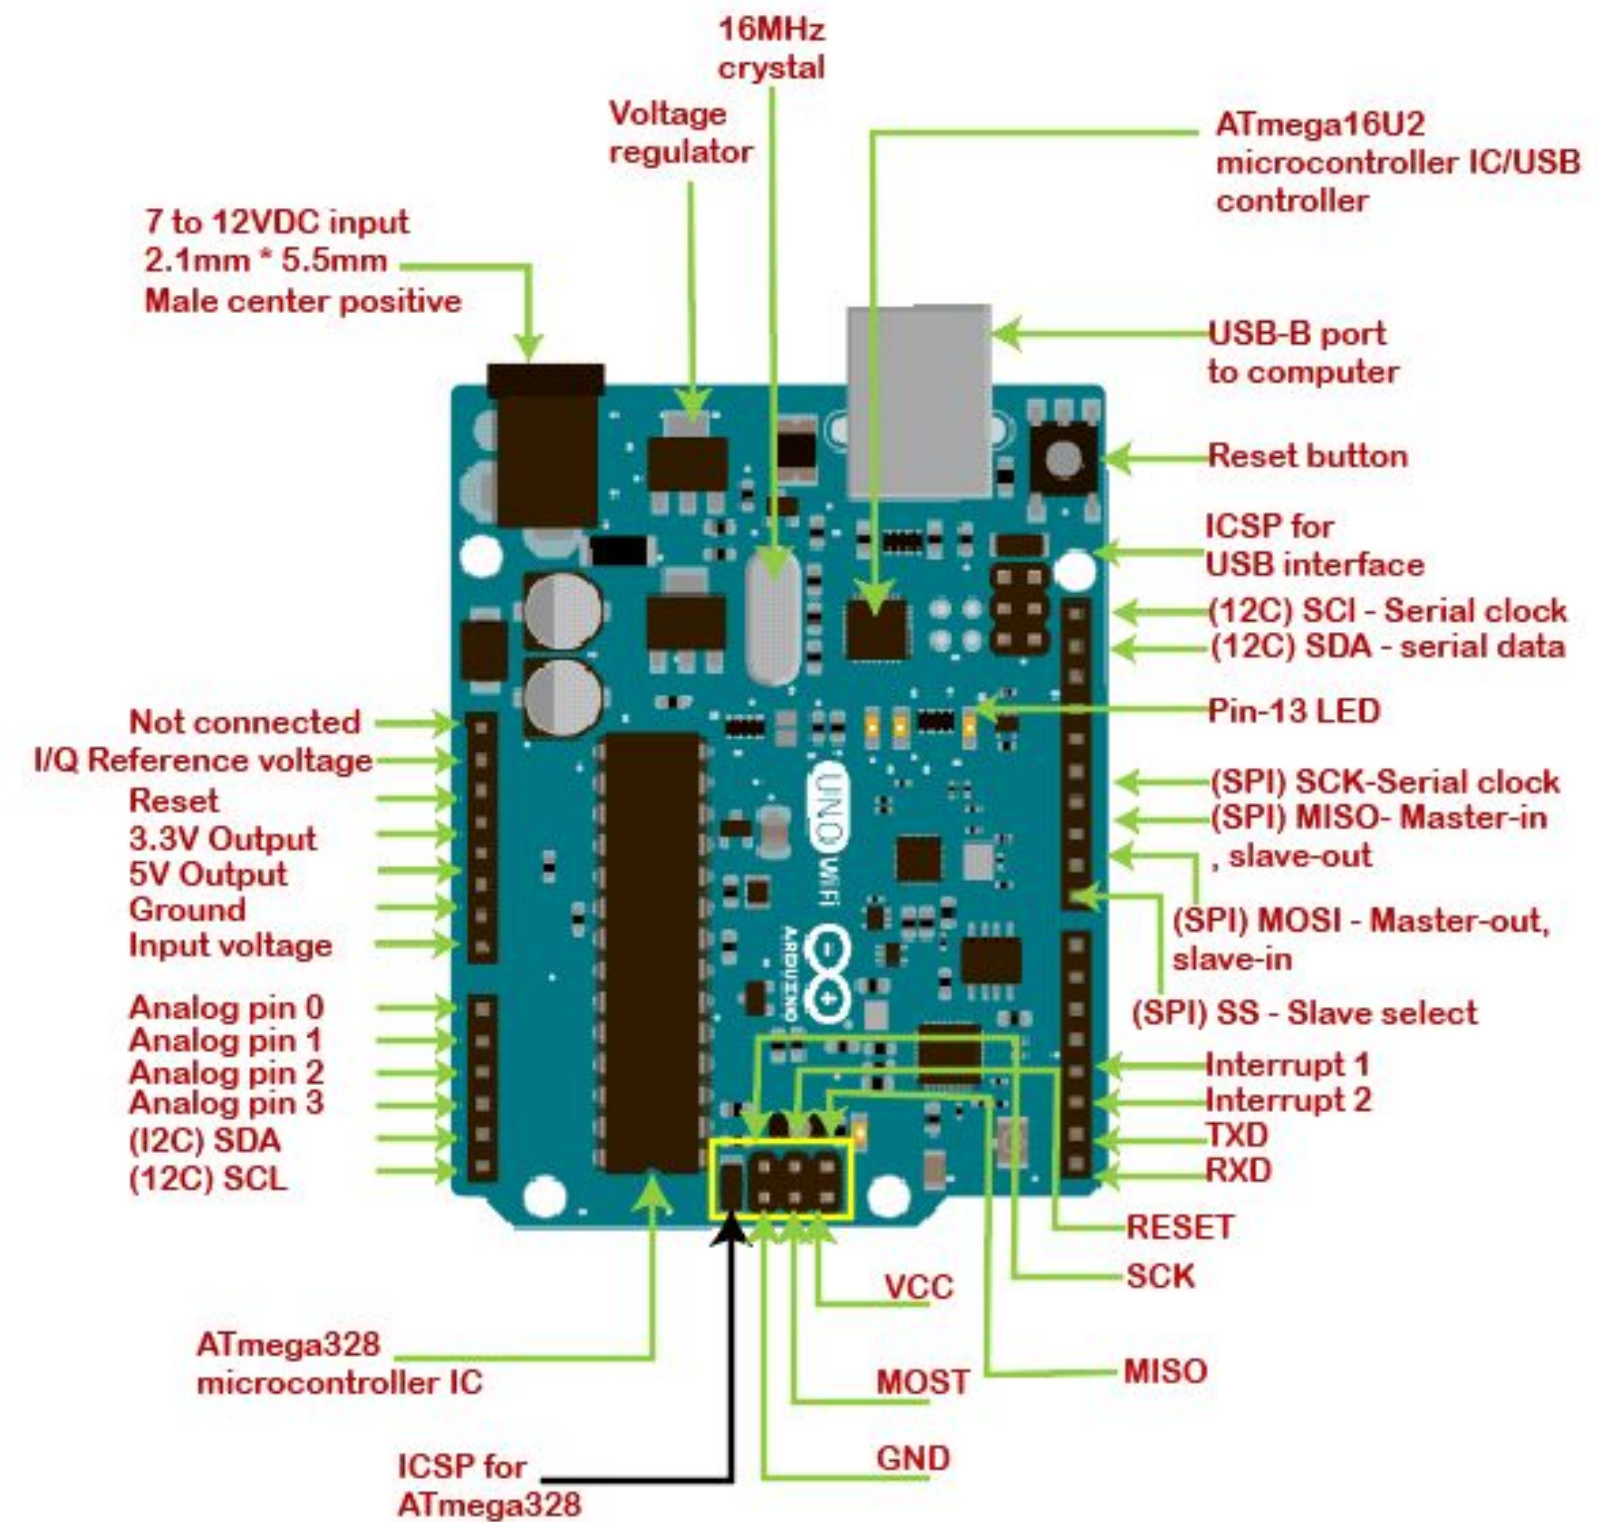 16MHz
crystal
Voltage
regulator
ATmega16U2
microcontroller IC/USB
controller
7 to 12VDC input
2.1mm * 5.5mm
Male center positive
USB-B port
to computer
Reset button
ICSP for
USB interface
(12C) SCI - Serial clock
(12C) SDA - serial data
Pin-13 LED
Not connected
I/Q Reference voltage
Reset
3.3V Output
5V Output
Ground
Input voltage
(SPI) SCK-Serial clock
(SPI) MISO- Master-in
, slave-out
(SPI) MOSI - Master-out,
slave-in
(SPI) SS - Slave select
UNO WiFi
ARDUINO
Analog pin 0
Analog pin 1
Analog pin 2
Analog pin 3
(I2C) SDA
(12C) SCL
Interrupt 1
Interrupt 2
TXD
RXD
RESET
SCK
VCC
MISO
MOST
GND
ATmega328
microcontroller IC
ICSP for
ATmega328